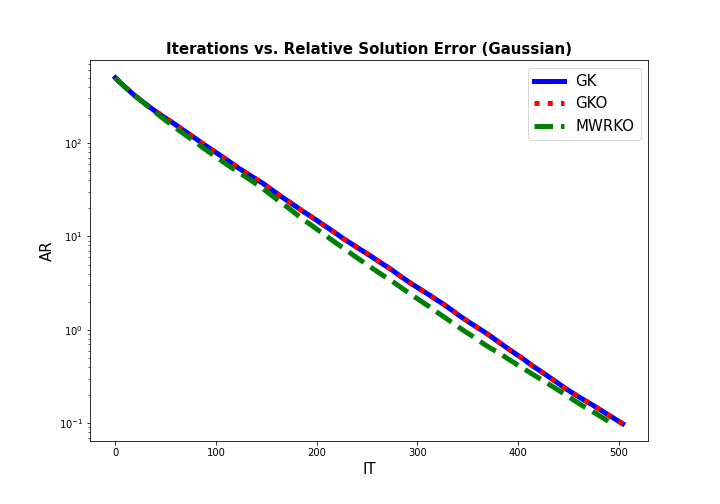 Iterations vs. Relative Solution Error (Gaussian)
GK
GKO
MWRKO
AR
10²
10¹
10⁰
10⁻¹
0 100 200 300 400 500
IT